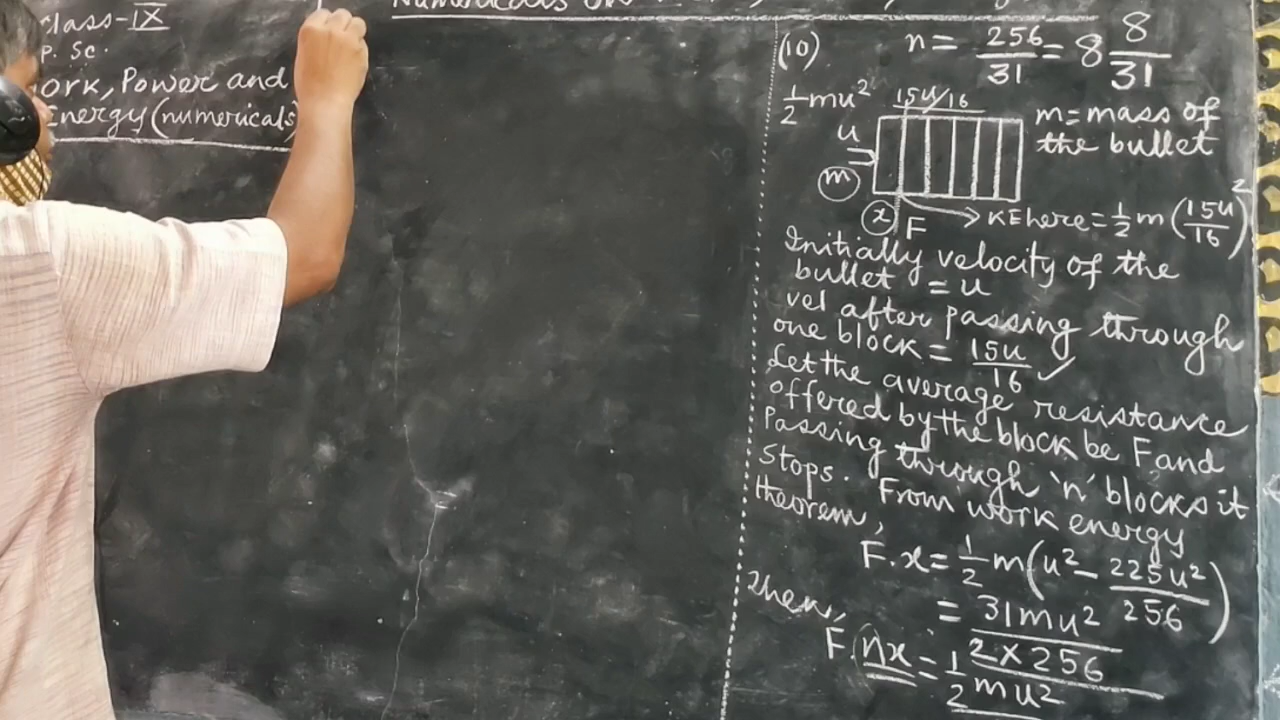 Class-IX
P. Sc.
ork, Power and
Energy (numericals)
Numericals on
(10) n = 256/31 = 8 8/31
1/2 mu²
15u/16
u
m
x
F
m = mass of
the bullet
→ KE here = 1/2 m (15u/16)²
Initially velocity of the
bullet = u
vel after passing through
one block = 15u/16 ✓
Let the average resistance
offered by the block be F and
Passing through 'n' blocks it
stops. From work energy
theorem,
F.x = 1/2 m (u² - 225u²/256)
= 31mu²/2×256
Then,
F.nx = 1/2 mu²